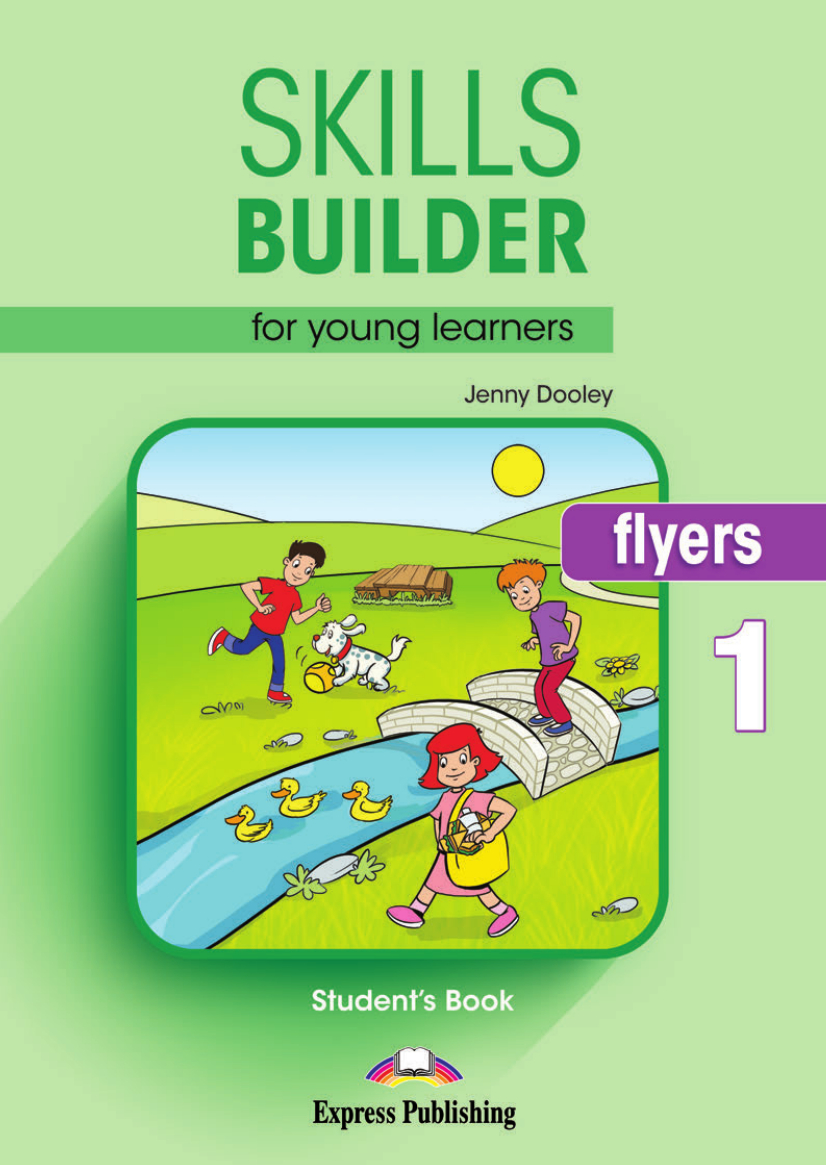 SKILLS
BUILDER
for young learners
Jenny Dooley
flyers
1
Student's Book
Express Publishing